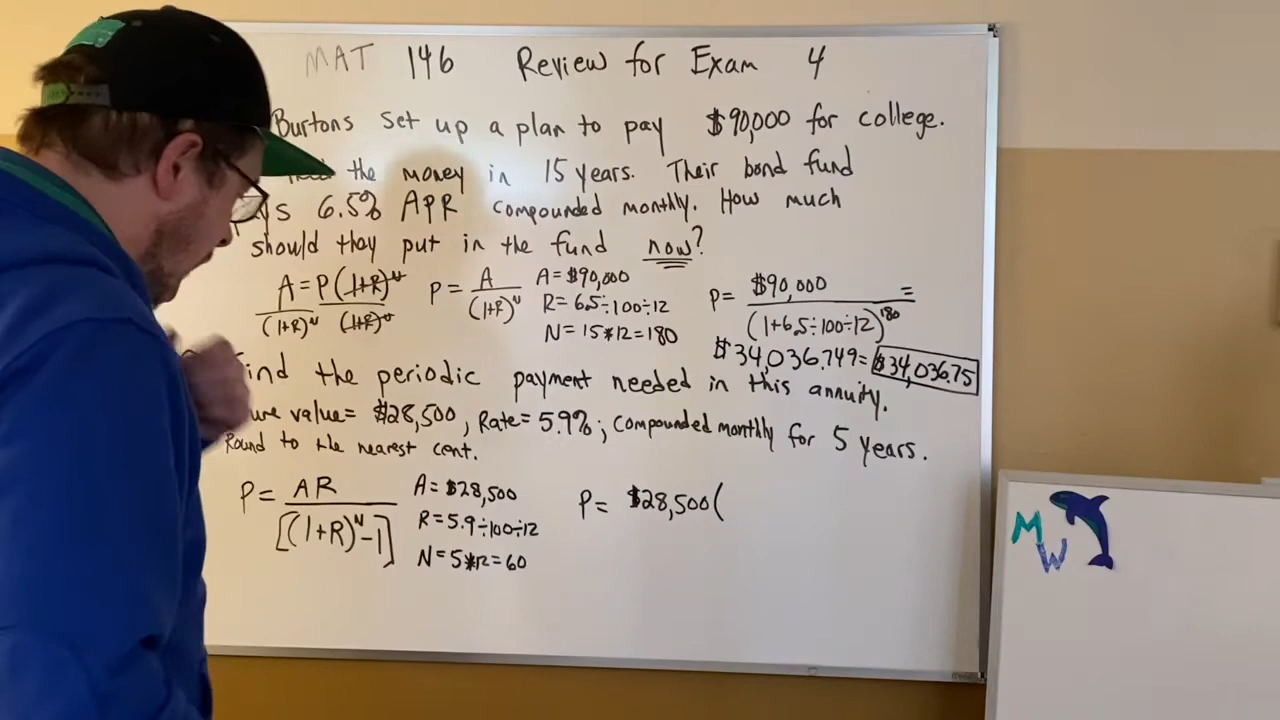 MAT 146 Review for Exam 4
Burtons set up a plan to pay $90,000 for college.
the money in 15 years. Their bond fund
6.5% APR compounded monthly. How much
should they put in the fund now?
A=P(1+R)^N
(1+R)^N (1+R)^N
P= A
(1+R)^N
A= $90,000
R= 6.5÷100÷12
N= 15*12=180
P= $90,000 =
(1+6.5÷100÷12)^180
$34,036.749= $34,036.75
the periodic payment needed in this annuity.
value= $28,500, Rate= 5.9%; compounded monthly for 5 years.
Round to the nearest cent.
P= AR
[(1+R)^N-1]
A= $28,500
R= 5.9÷100÷12
N= 5*12=60
P= $28,500(
MW